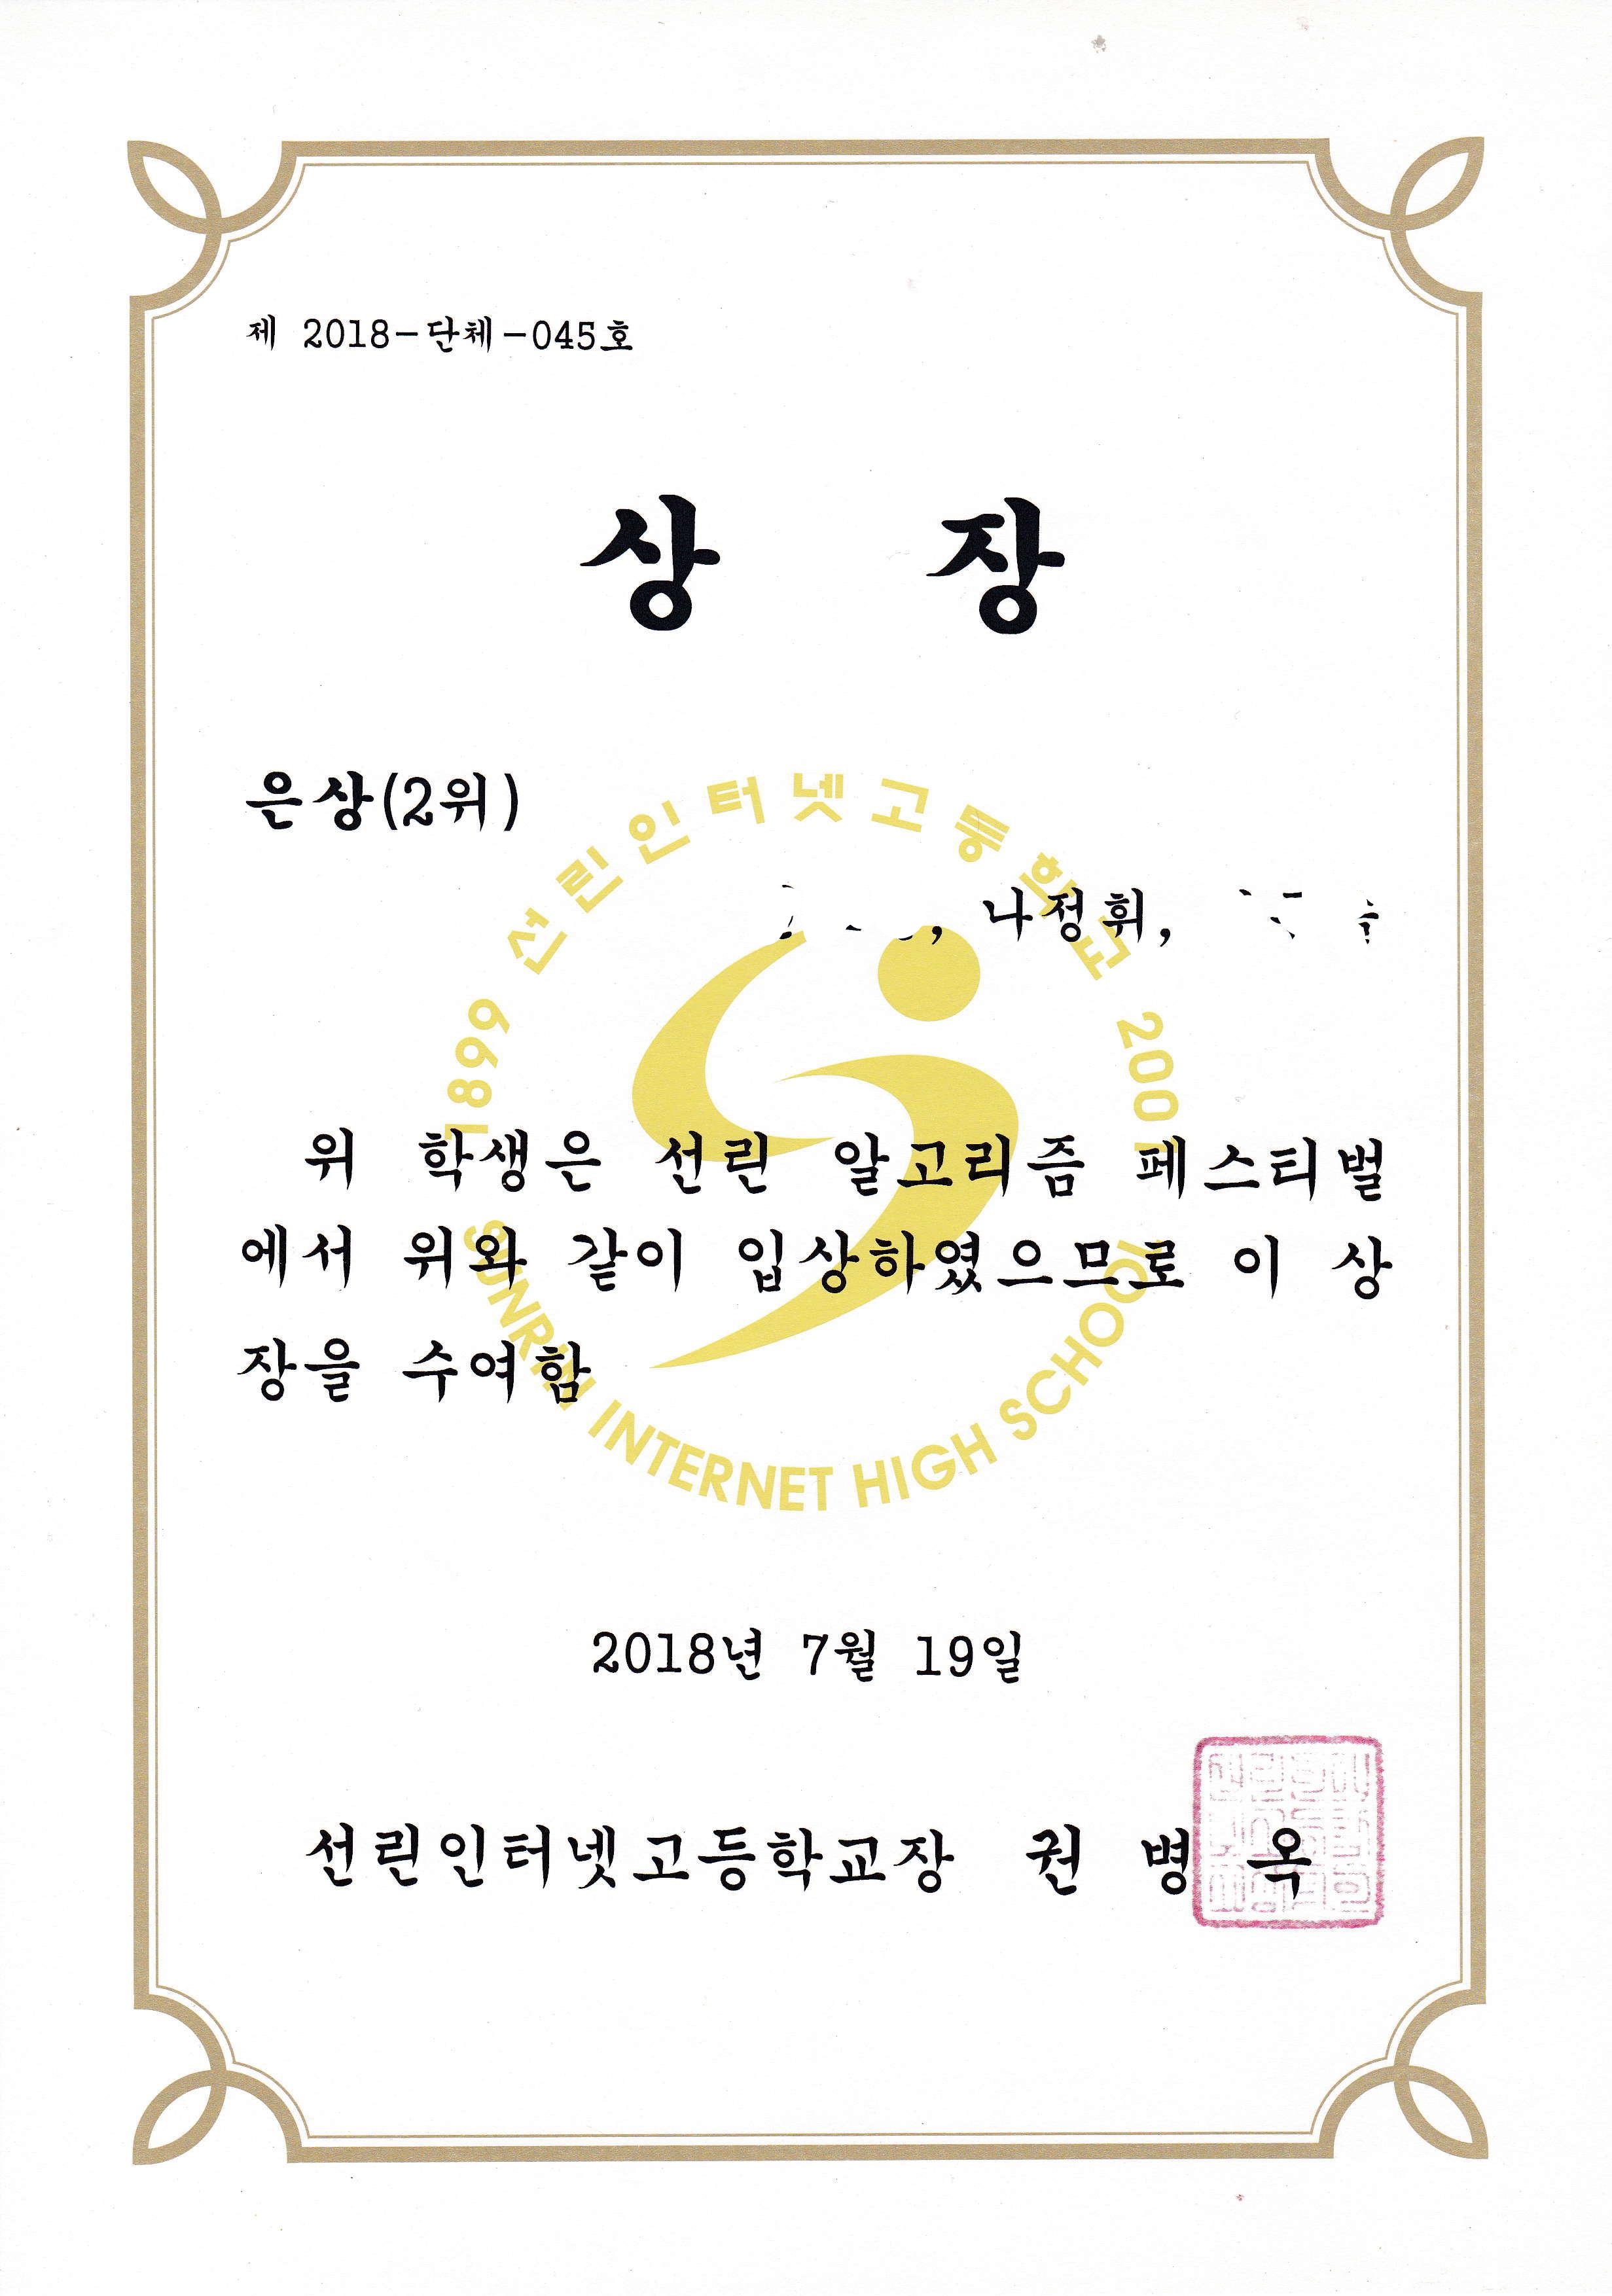 제 2018-단체-045호
상 장
은상(2위)
나정휘,
위 학생은 선린 알고리즘 페스티벌
에서 위와 같이 입상하였으므로 이 상
장을 수여함
1899 선린인터넷고등학교 2001
SUNRIN INTERNET HIGH SCHOOL
2018년 7월 19일
선린인터넷고등학교장 권 병 옥